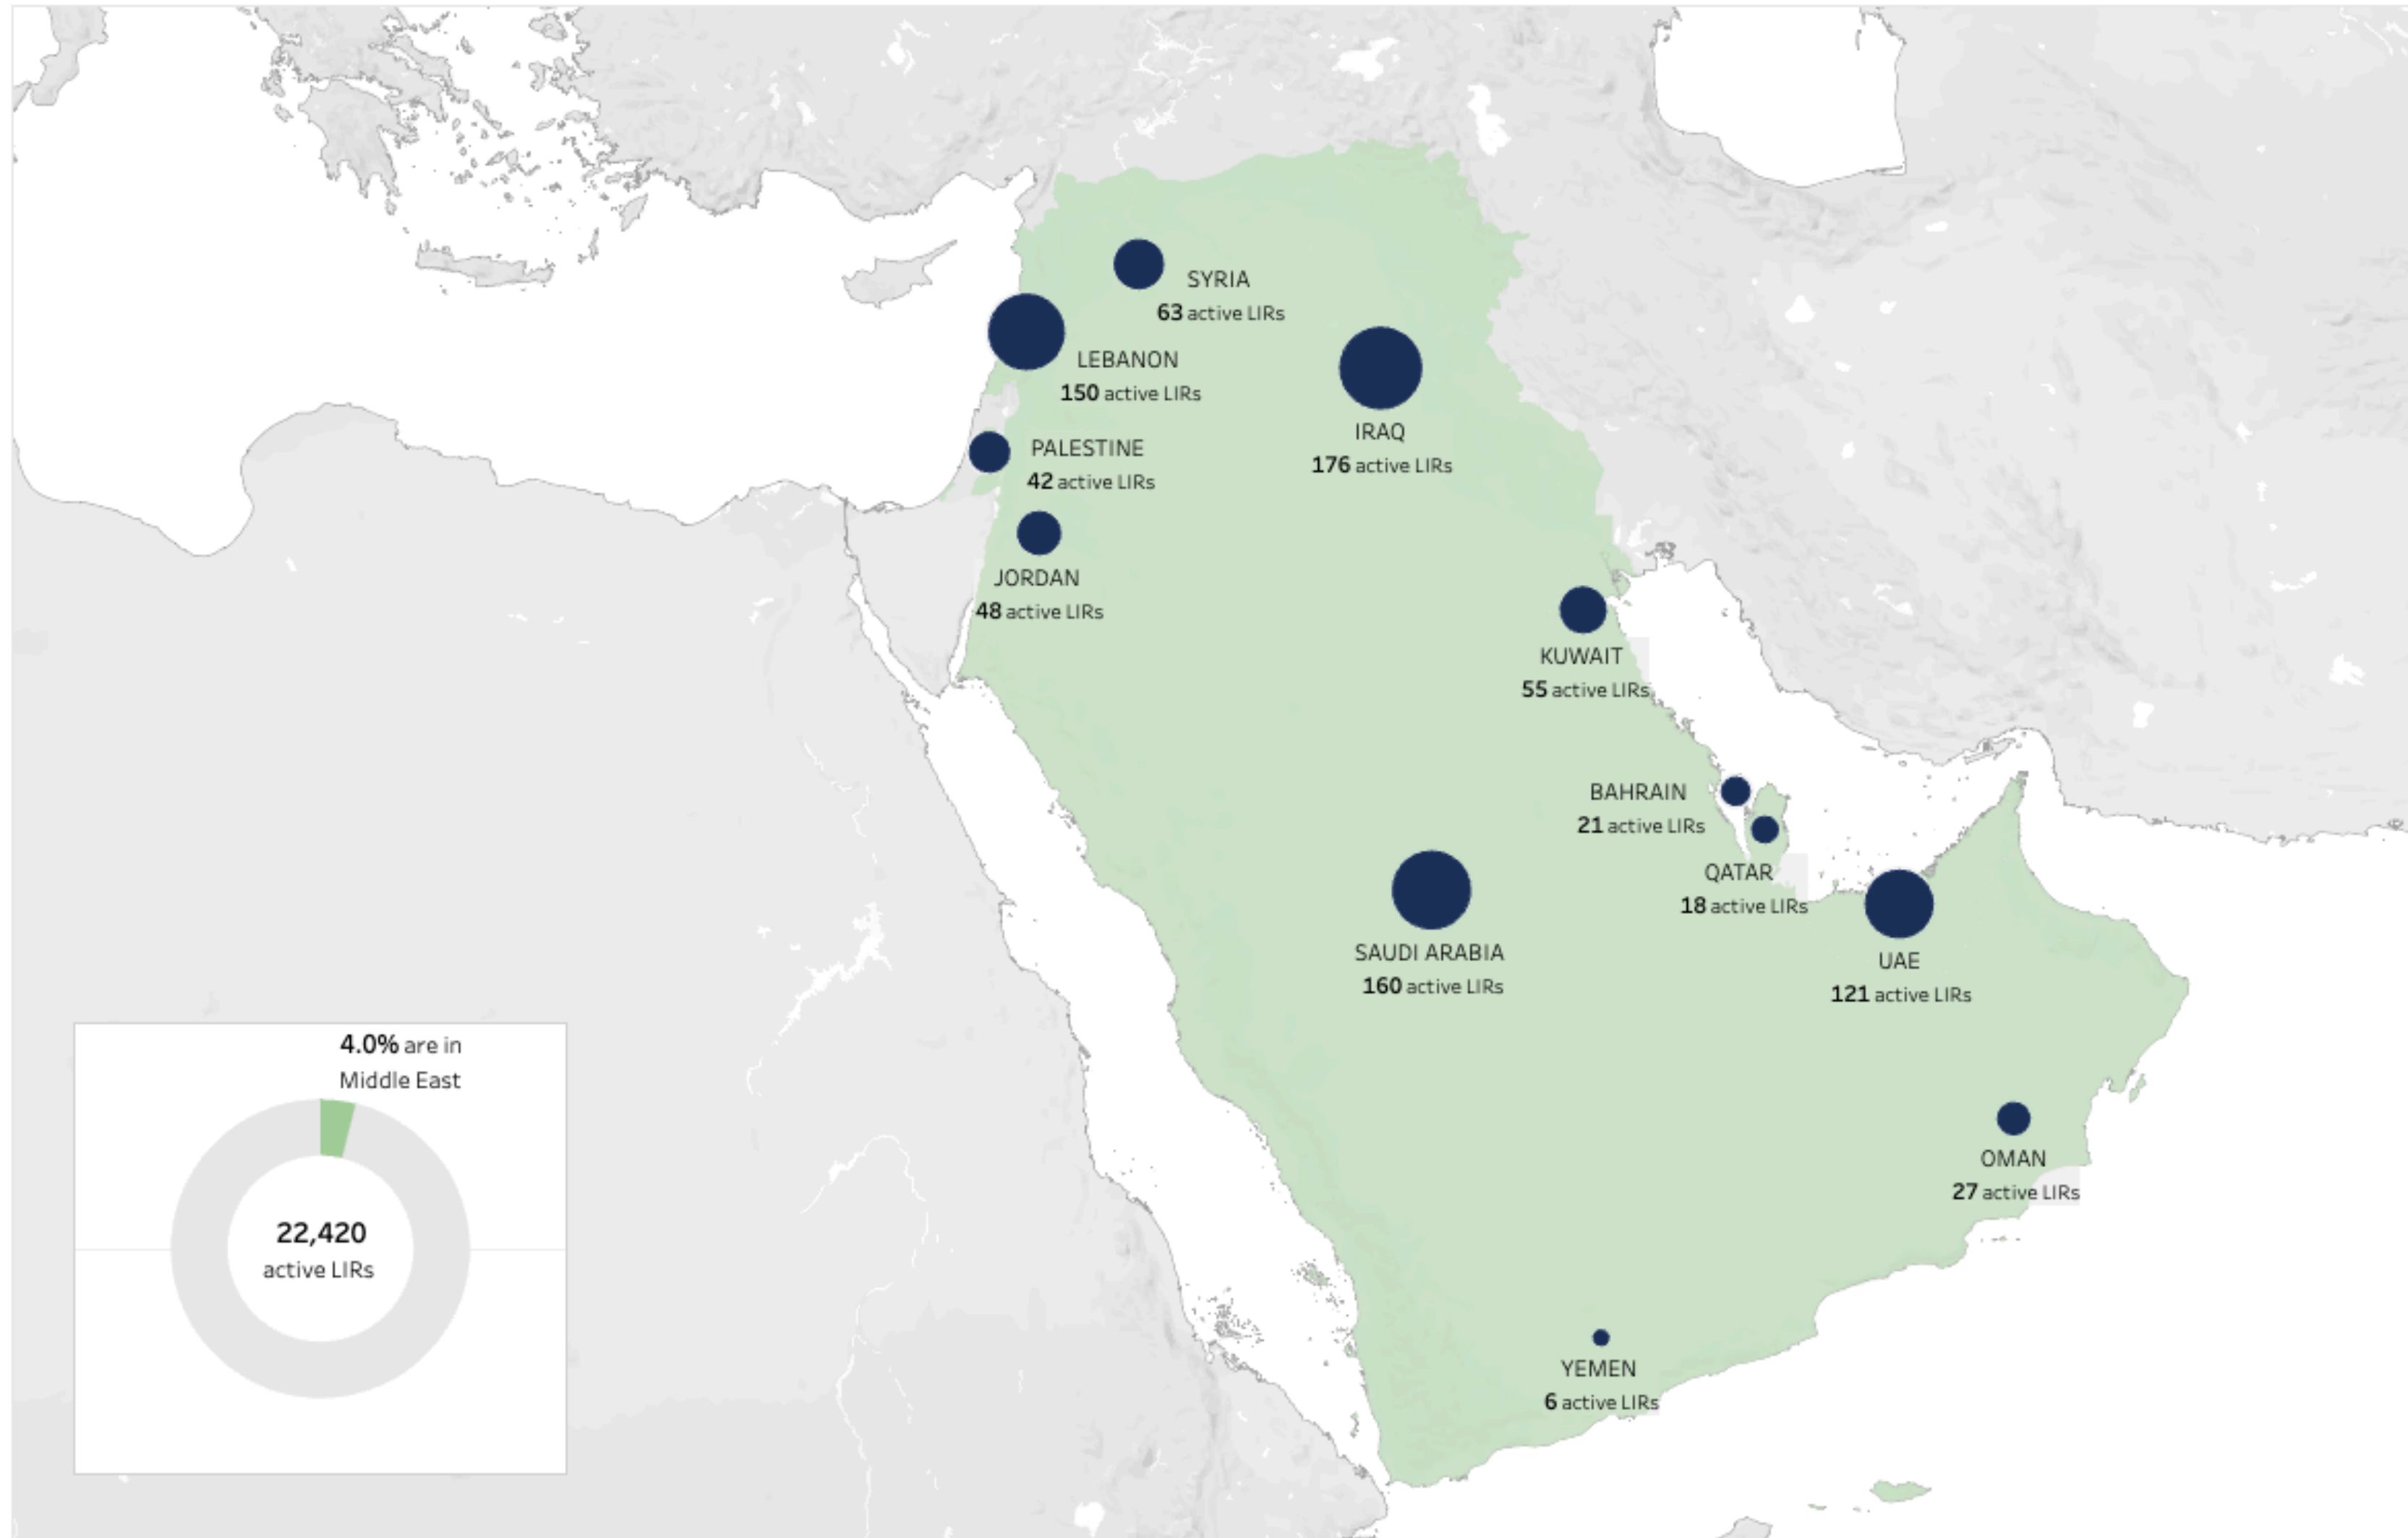 SYRIA
63 active LIRs
LEBANON
150 active LIRs
IRAQ
176 active LIRs
PALESTINE
42 active LIRs
JORDAN
48 active LIRs
KUWAIT
55 active LIRs
BAHRAIN
21 active LIRs
QATAR
18 active LIRs
SAUDI ARABIA
160 active LIRs
UAE
121 active LIRs
OMAN
27 active LIRs
YEMEN
6 active LIRs
4.0% are in
Middle East
22,420
active LIRs